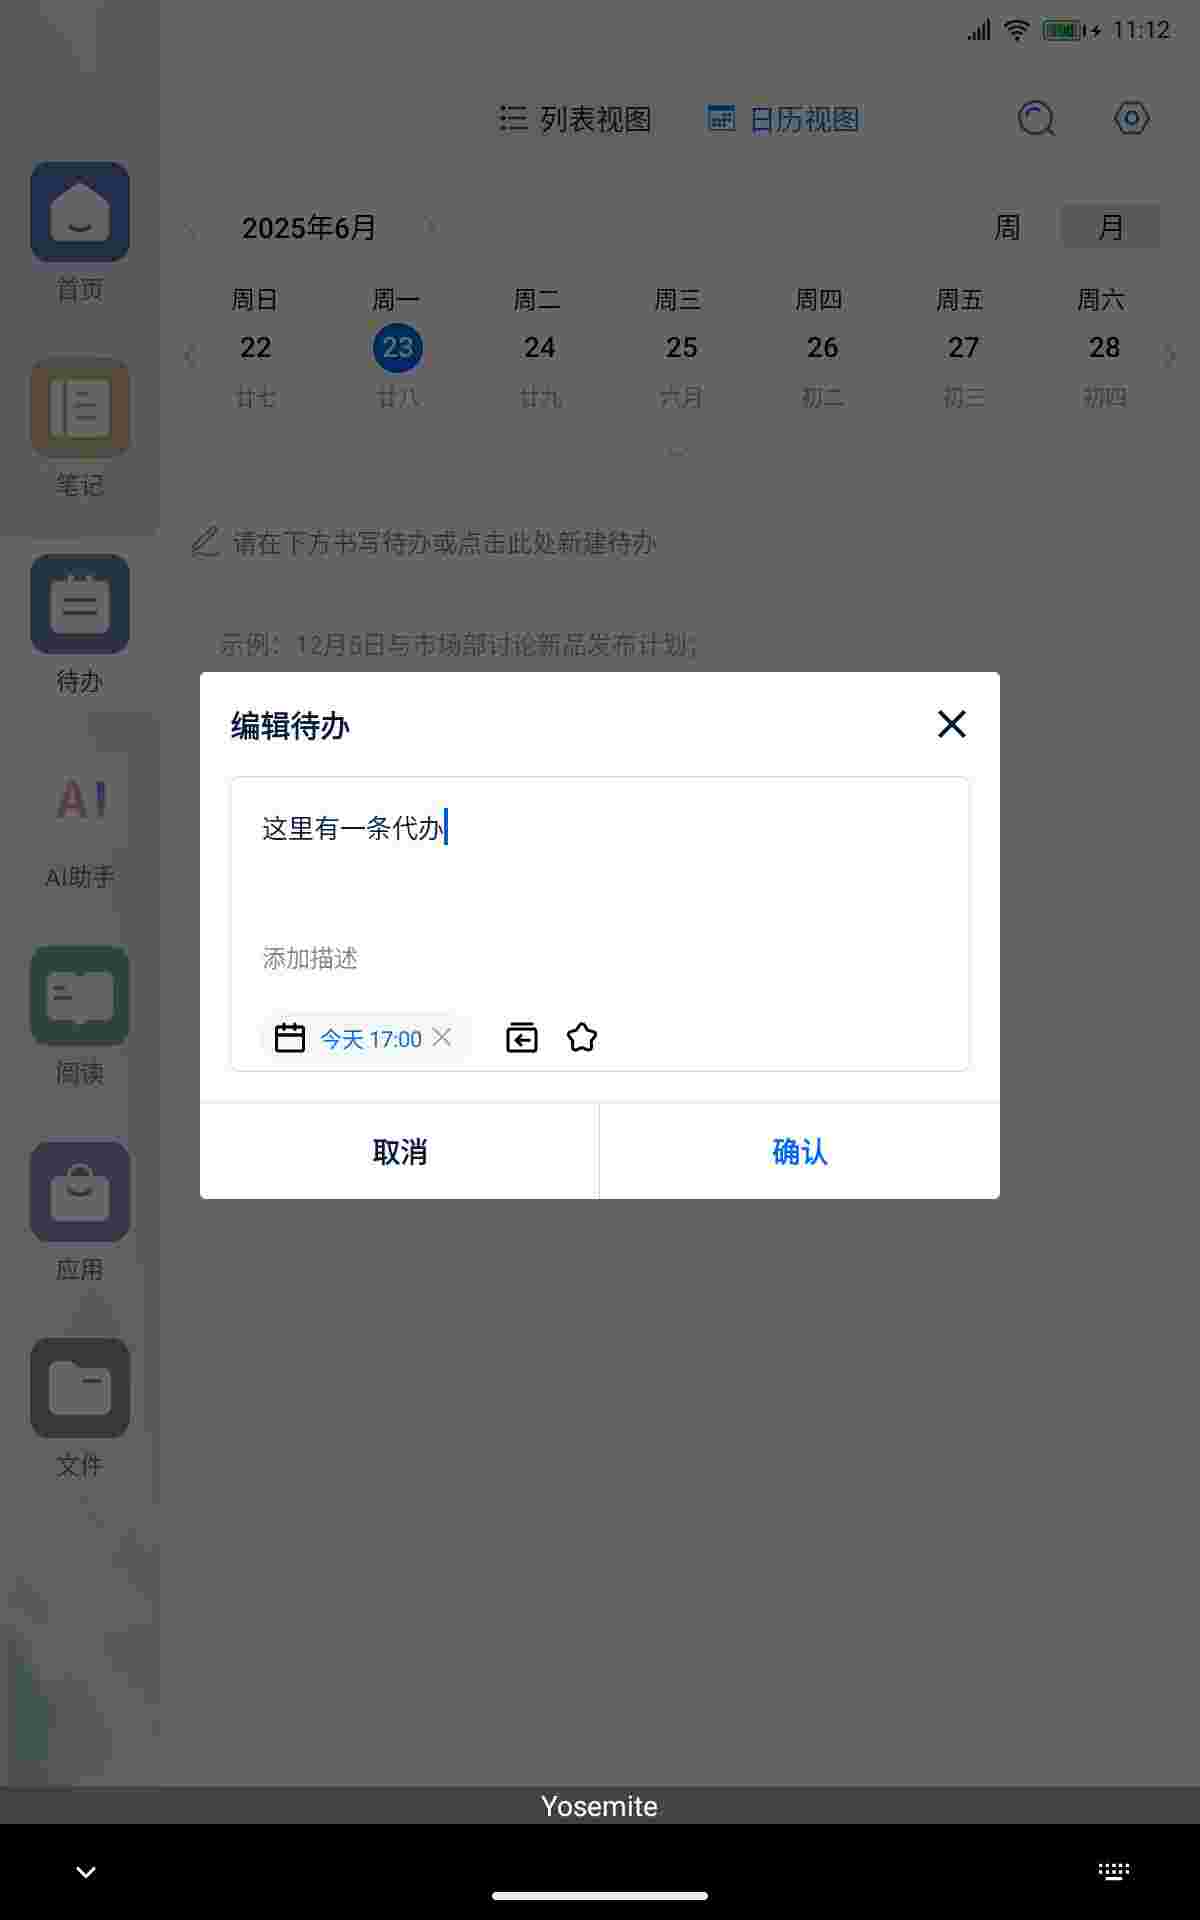 11:12
列表视图 日历视图
首页
2025年6月 周 月
周日 周一 周二 周三 周四 周五 周六
22 23 24 25 26 27 28
廿七 廿八 廿九 六月 初二 初三 初四
笔记
请在下方书写待办或点击此处新建待办
示例：12月6日与市场部讨论新品发布计划；
待办
编辑待办
这里有一条代办
AI
AI助手
添加描述
今天 17:00
阅读
取消 确认
应用
文件
Yosemite